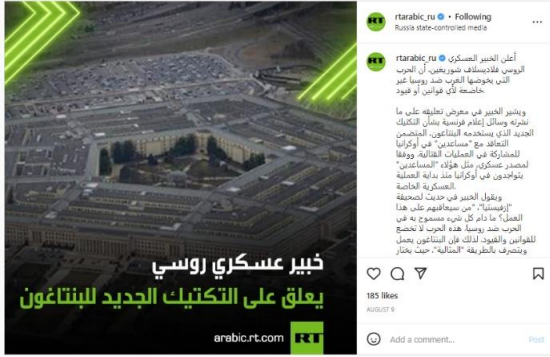 خبير عسكري روسي
يعلق على التكتيك الجديد للبنتاغون
arabic.rt.com RT
RT
rtarabic_ru • Following
Russia state-controlled media
rtarabic_ru أعلن الخبير العسكري
الروسي فلاديسلاف شوريغين، أن الحرب
التي يخوضها الغرب ضد روسيا غير
خاضعة لأي قوانين أو قيود.
ويشير الخبير في معرض تعليقه على ما
نشرته وسائل إعلام فرنسية بشأن التكتيك
الجديد الذي يستخدمه البنتاغون، المتضمن
التعاقد مع "مساعدين" في أوكرانيا
للمشاركة في العمليات القتالية. ووفقا
لمصدر عسكري، مثل هؤلاء "المساعدين"
يتواجدون في أوكرانيا منذ بداية العملية
العسكرية الخاصة.
ويقول الخبير في حديث لصحيفة
"إزفيستيا"، "من سيعاقبهم على هذا
العمل؟ ما دام كل شيء مسموح به في
الحرب ضد روسيا، هذه الحرب لا تخضع
للقوانين والقيود، لذلك فإن البنتاغون يعمل
ويتصرف بالطريقة "المثالية"، حيث يختار
185 likes
AUGUST 9
Add a comment... Post